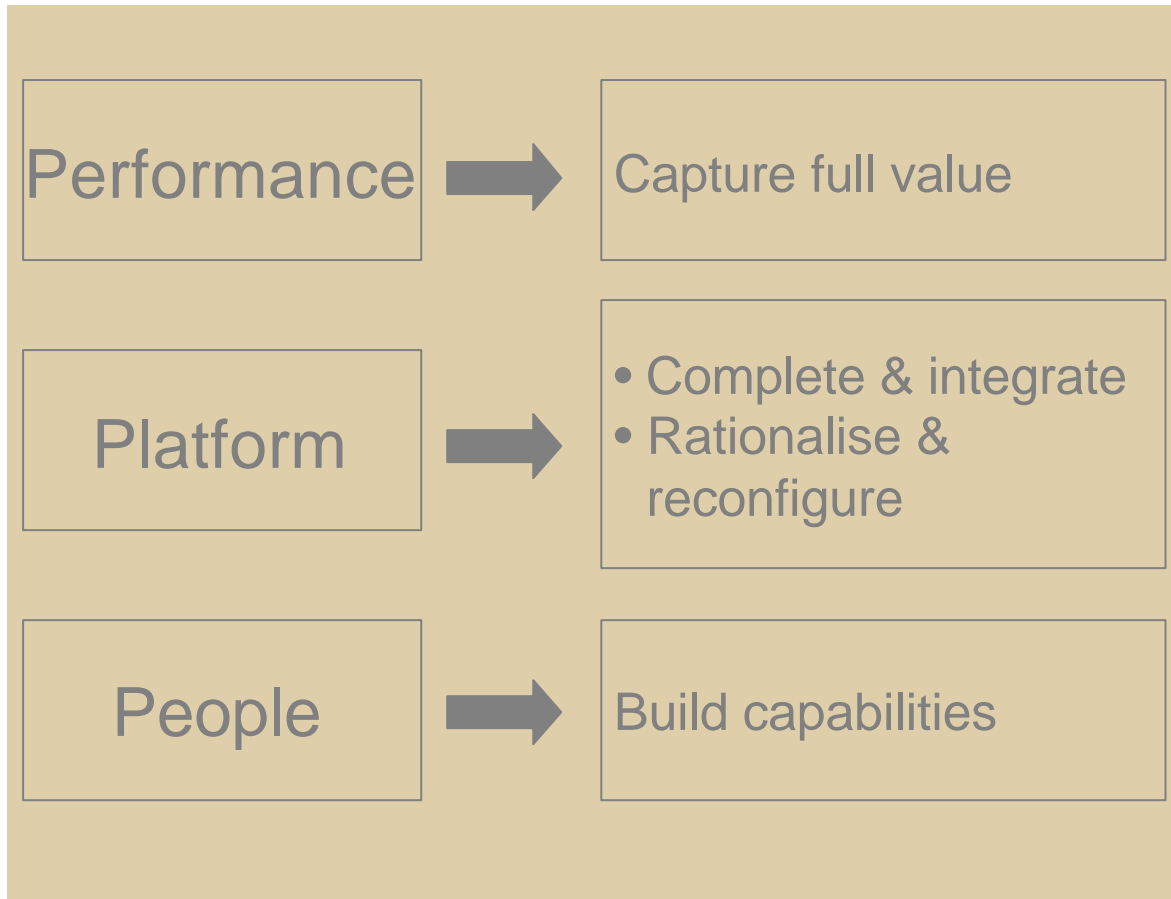 Performance
Capture full value
Platform
• Complete & integrate
• Rationalise &
reconfigure
People
Build capabilities